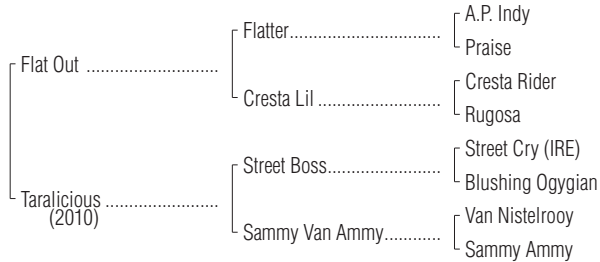 A.P. Indy
Flatter
Praise
Flat Out
Cresta Rider
Cresta Lil
Rugosa
Street Cry (IRE)
Street Boss
Blushing Ogygian
Taralicious
(2010)
Van Nistelrooy
Sammy Van Ammy
Sammy Ammy